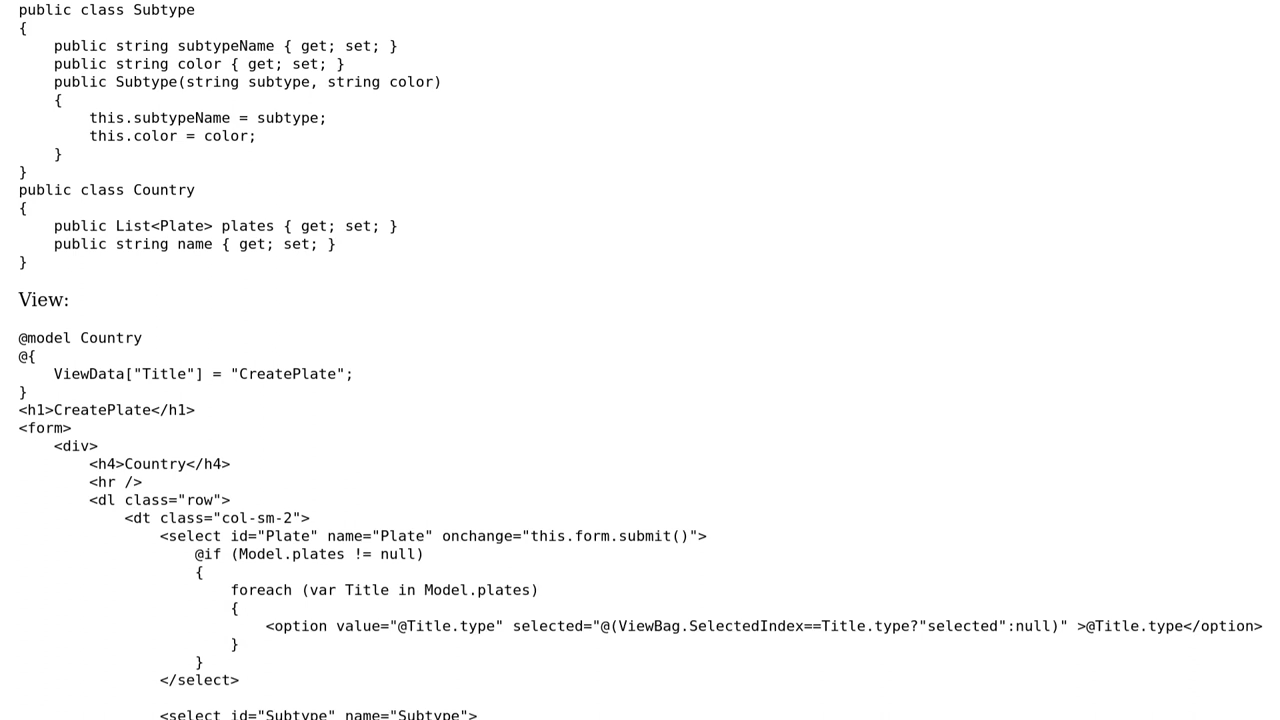 public class Subtype
{
    public string subtypeName { get; set; }
    public string color { get; set; }
    public Subtype(string subtype, string color)
    {
        this.subtypeName = subtype;
        this.color = color;
    }
}
public class Country
{
    public List<Plate> plates { get; set; }
    public string name { get; set; }
}
View:
@model Country
@{
    ViewData["Title"] = "CreatePlate";
}
<h1>CreatePlate</h1>
<form>
    <div>
        <h4>Country</h4>
        <hr />
        <dl class="row">
            <dt class="col-sm-2">
                <select id="Plate" name="Plate" onchange="this.form.submit()">
                    @if (Model.plates != null)
                    {
                        foreach (var Title in Model.plates)
                        {
                            <option value="@Title.type" selected="@(ViewBag.SelectedIndex==Title.type?"selected":null)" >@Title.type</option>
                        }
                    }
                </select>
                <select id="Subtype" name="Subtype">